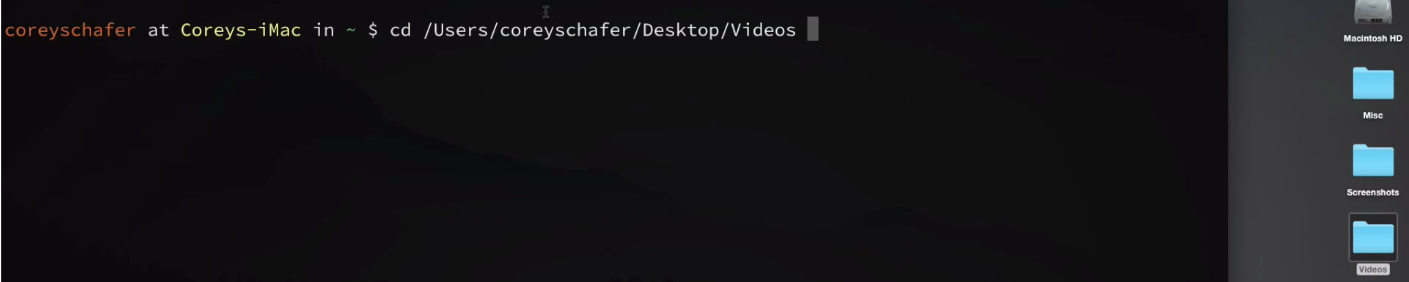 coreyschafer at Coreys-iMac in ~ $ cd /Users/coreyschafer/Desktop/Videos
Macintosh HD
Misc
Screenshots
Videos